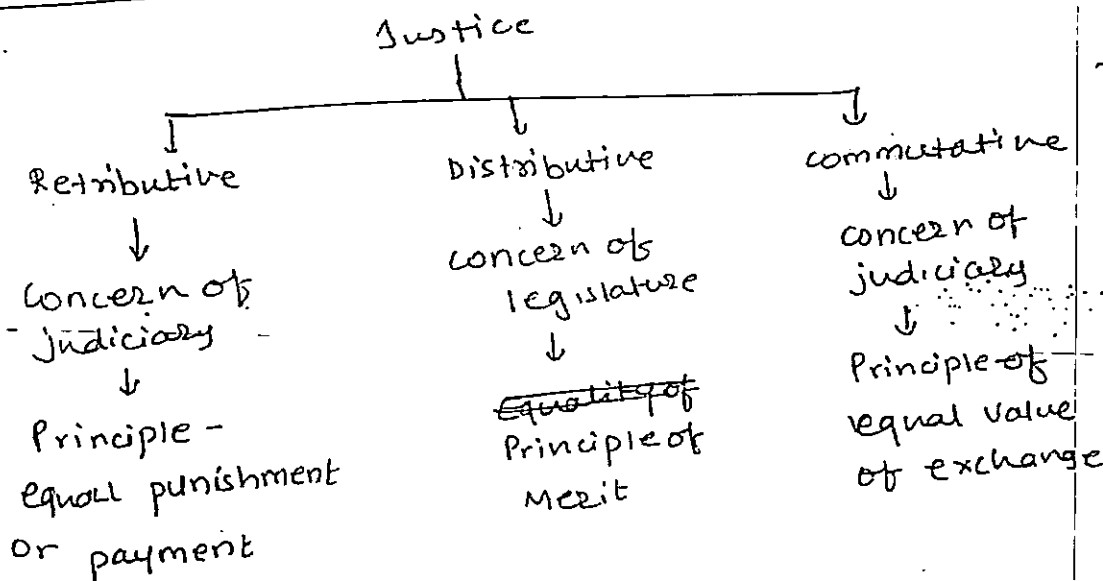 Justice
Retributive
Concern of
judiciary
Principle -
equall punishment
or payment
Distributive
concern of
legislature
Equality of
Principle of
Merit
commutative
concern of
judiciary
Principle of
equal value
of exchange